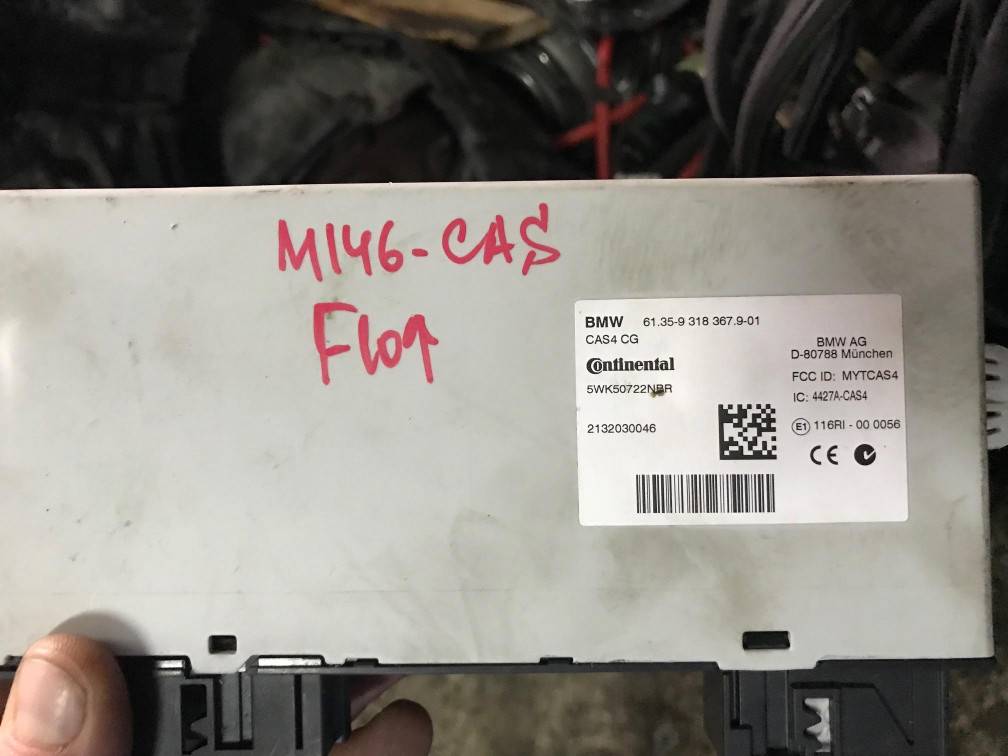 M146-CAS
F109
BMW 61.35-9 318 367.9-01
CAS4 CG
BMW AG
D-80788 München
Continental
FCC ID: MYTCAS4
5WK50722NBR
IC: 4427A-CAS4
2132030046
E1 116RI - 00 0056
CE